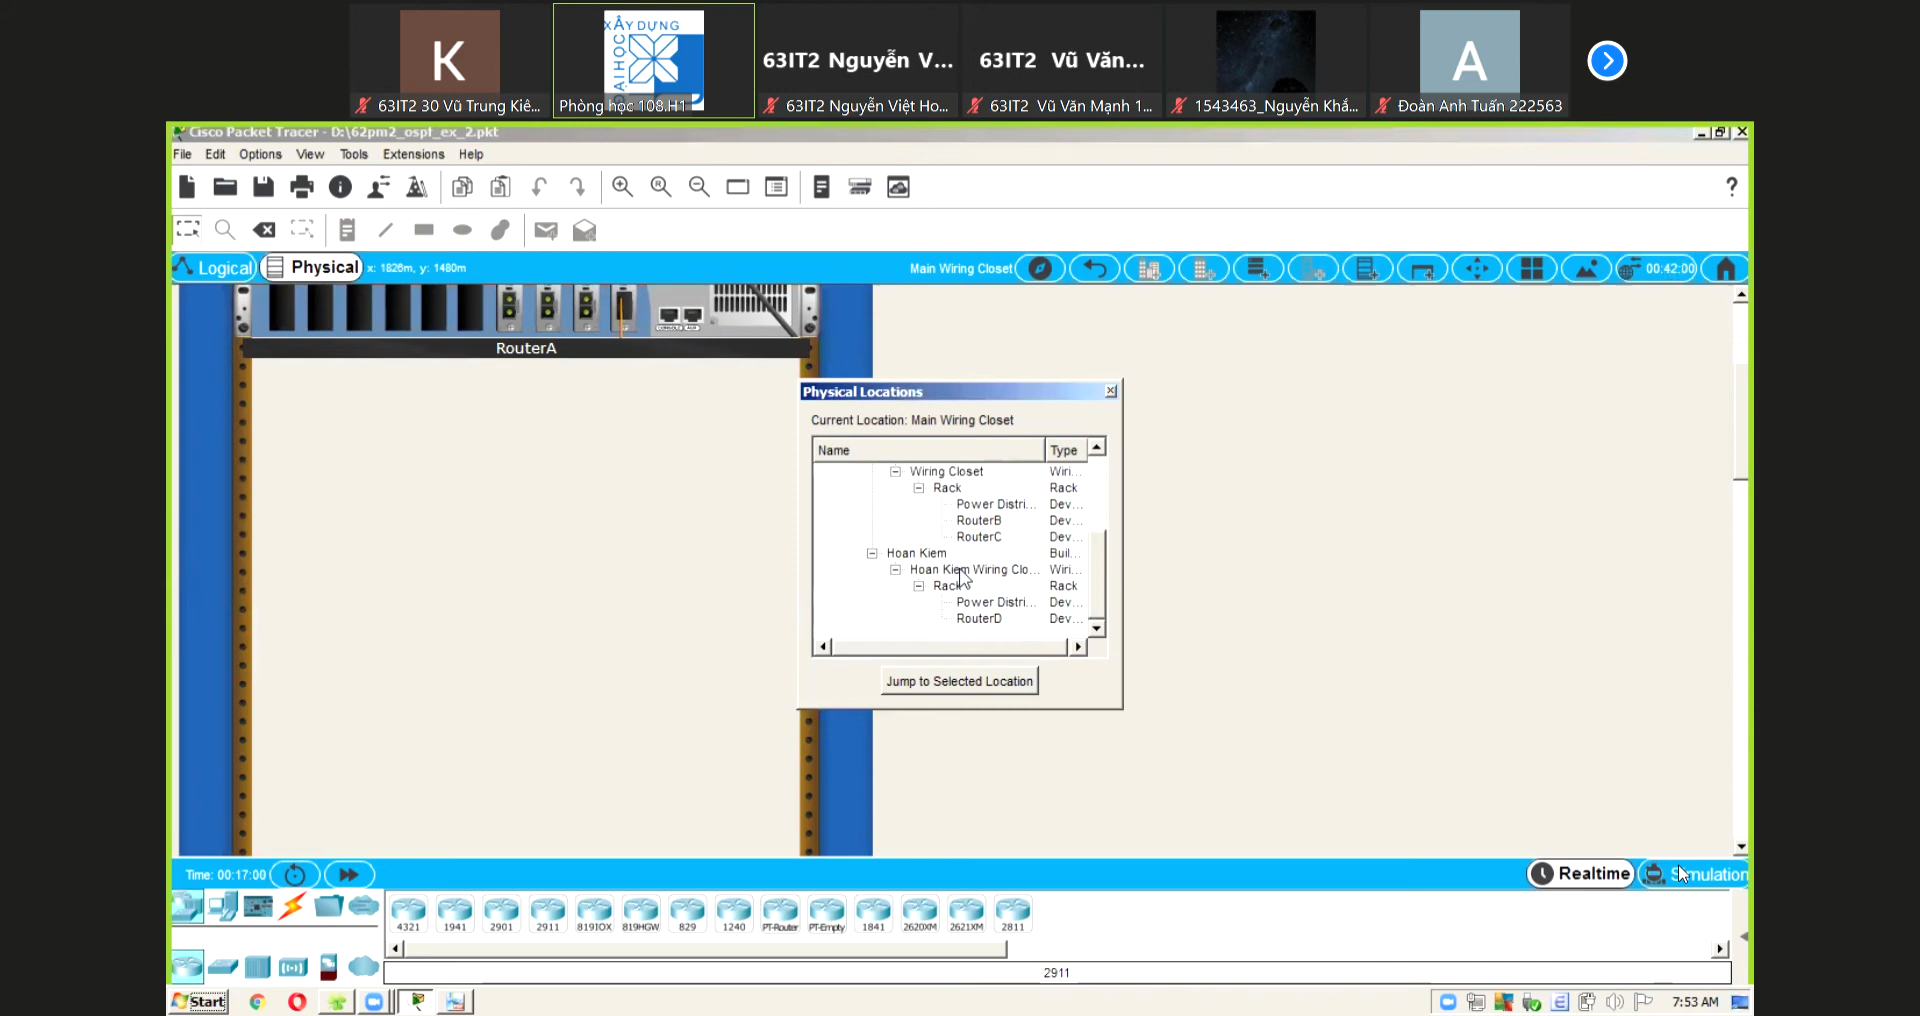 K
63IT2 30 Vũ Trung Kiê...
XÂY DỰNG
ĐẠI HỌC
Phòng học 108.H1
63IT2 Nguyễn V...
63IT2 Nguyễn Việt Ho...
63IT2 Vũ Văn...
63IT2 Vũ Văn Mạnh 1...
1543463_Nguyễn Khắ...
A
Đoàn Anh Tuấn 222563
Cisco Packet Tracer - D:\62pm2_ospf_ex_2.pkt
File Edit Options View Tools Extensions Help
?
Logical Physical x: 1826m, y: 1480m Main Wiring Closet 00:42:00
RouterA
Physical Locations
Current Location: Main Wiring Closet
Name Type
Wiring Closet Wiri...
Rack Rack
Power Distri... Dev...
RouterB Dev...
RouterC Dev...
Hoan Kiem Buil...
Hoan Kiem Wiring Clo... Wiri...
Rack Rack
Power Distri... Dev...
RouterD Dev...
Jump to Selected Location
Time: 00:17:00 Realtime Simulation
4321 1941 2901 2911 819IOX 819HGW 829 1240 PT-Router PT-Empty 1841 2620XM 2621XM 2811
2911
Start 7:53 AM